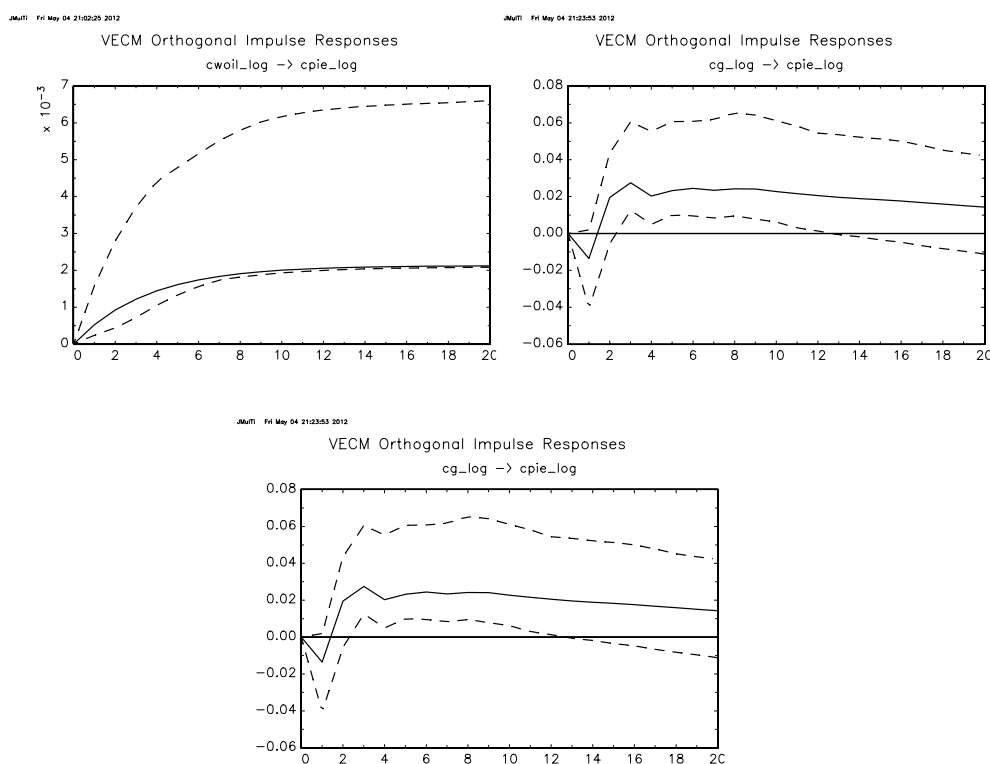 JMulTi Fri May 04 21:02:25 2012
VECM Orthogonal Impulse Responses
cwoil_log -> cpie_log
x 10^-3
7
6
5
4
3
2
1
0
0 2 4 6 8 10 12 14 16 18 20
JMulTi Fri May 04 21:23:53 2012
VECM Orthogonal Impulse Responses
cg_log -> cpie_log
0.08
0.06
0.04
0.02
0.00
-0.02
-0.04
-0.06
0 2 4 6 8 10 12 14 16 18 20
JMulTi Fri May 04 21:23:53 2012
VECM Orthogonal Impulse Responses
cg_log -> cpie_log
0.08
0.06
0.04
0.02
0.00
-0.02
-0.04
-0.06
0 2 4 6 8 10 12 14 16 18 20